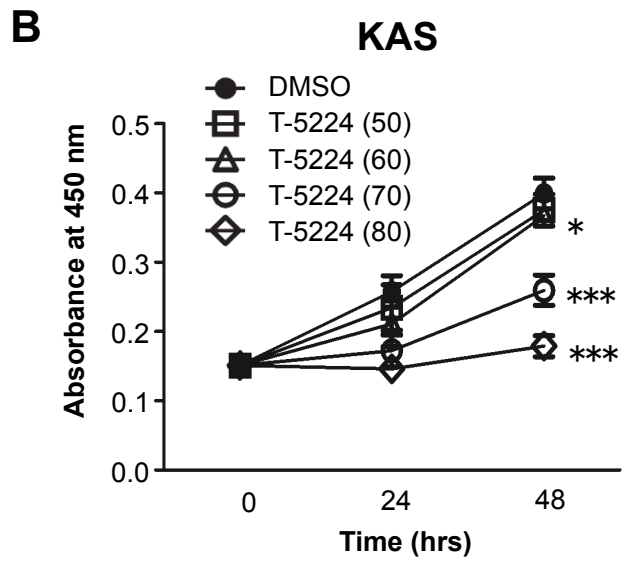 B
KAS
DMSO
T-5224 (50)
T-5224 (60)
T-5224 (70)
T-5224 (80)
Absorbance at 450 nm
0.5
0.4
0.3
0.2
0.1
0.0
*
***
***
0 24 48
Time (hrs)